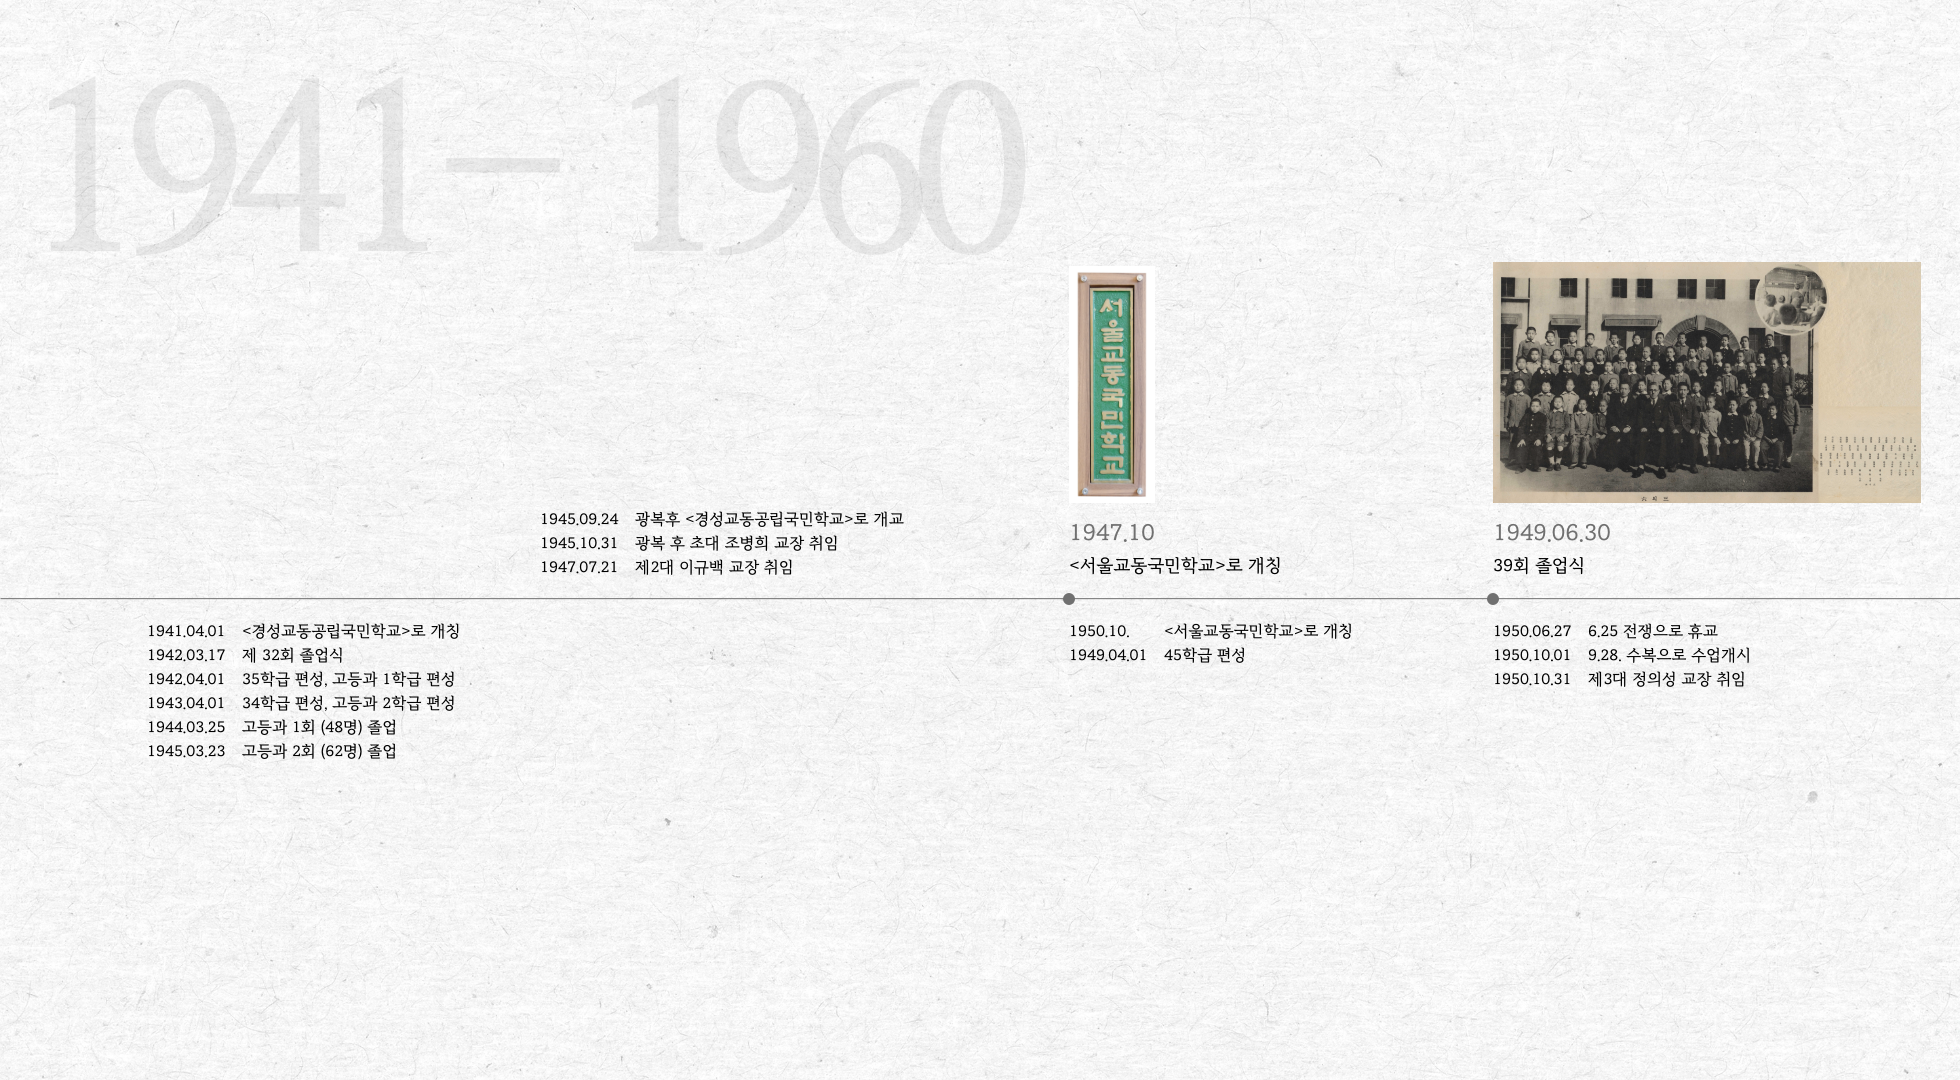 1941 — 1960
서울교동국민학교
1945.09.24 광복후 <경성교동공립국민학교>로 개교
1945.10.31 광복 후 초대 조병희 교장 취임
1947.07.21 제2대 이규백 교장 취임
1947.10
<서울교동국민학교>로 개칭
1949.06.30
39회 졸업식
1941.04.01 <경성교동공립국민학교>로 개칭
1942.03.17 제 32회 졸업식
1942.04.01 35학급 편성, 고등과 1학급 편성
1943.04.01 34학급 편성, 고등과 2학급 편성
1944.03.25 고등과 1회 (48명) 졸업
1945.03.23 고등과 2회 (62명) 졸업
1950.10. <서울교동국민학교>로 개칭
1949.04.01 45학급 편성
1950.06.27 6.25 전쟁으로 휴교
1950.10.01 9.28. 수복으로 수업개시
1950.10.31 제3대 정의성 교장 취임